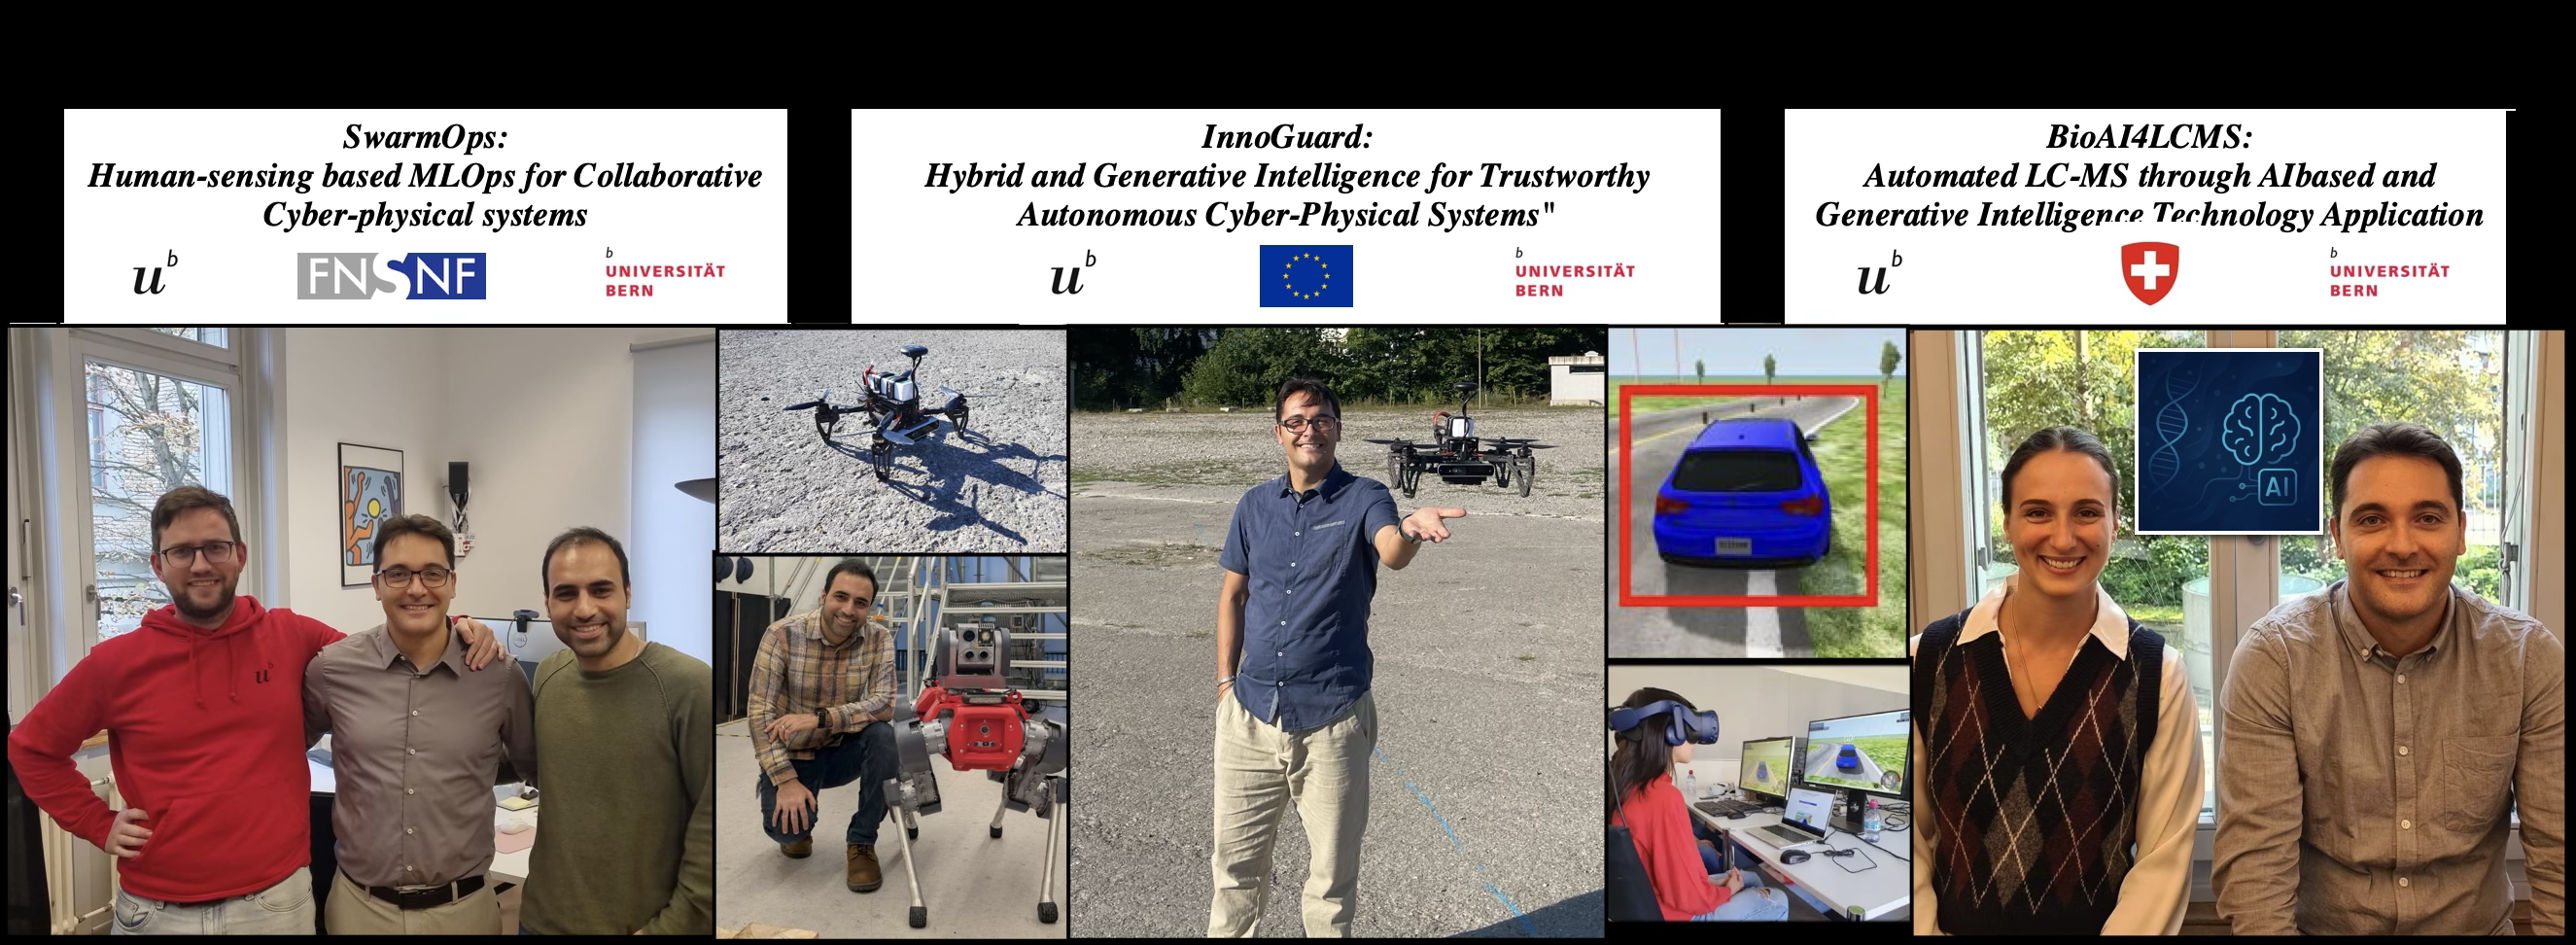 SwarmOps:
Human-sensing based MLOps for Collaborative
Cyber-physical systems
u^b
FNSNF
b
UNIVERSITÄT
BERN
InnoGuard:
Hybrid and Generative Intelligence for Trustworthy
Autonomous Cyber-Physical Systems"
u^b
b
UNIVERSITÄT
BERN
BioAI4LCMS:
Automated LC-MS through AIbased and
Generative Intelligence Technology Application
u^b
b
UNIVERSITÄT
BERN
u^b
AI